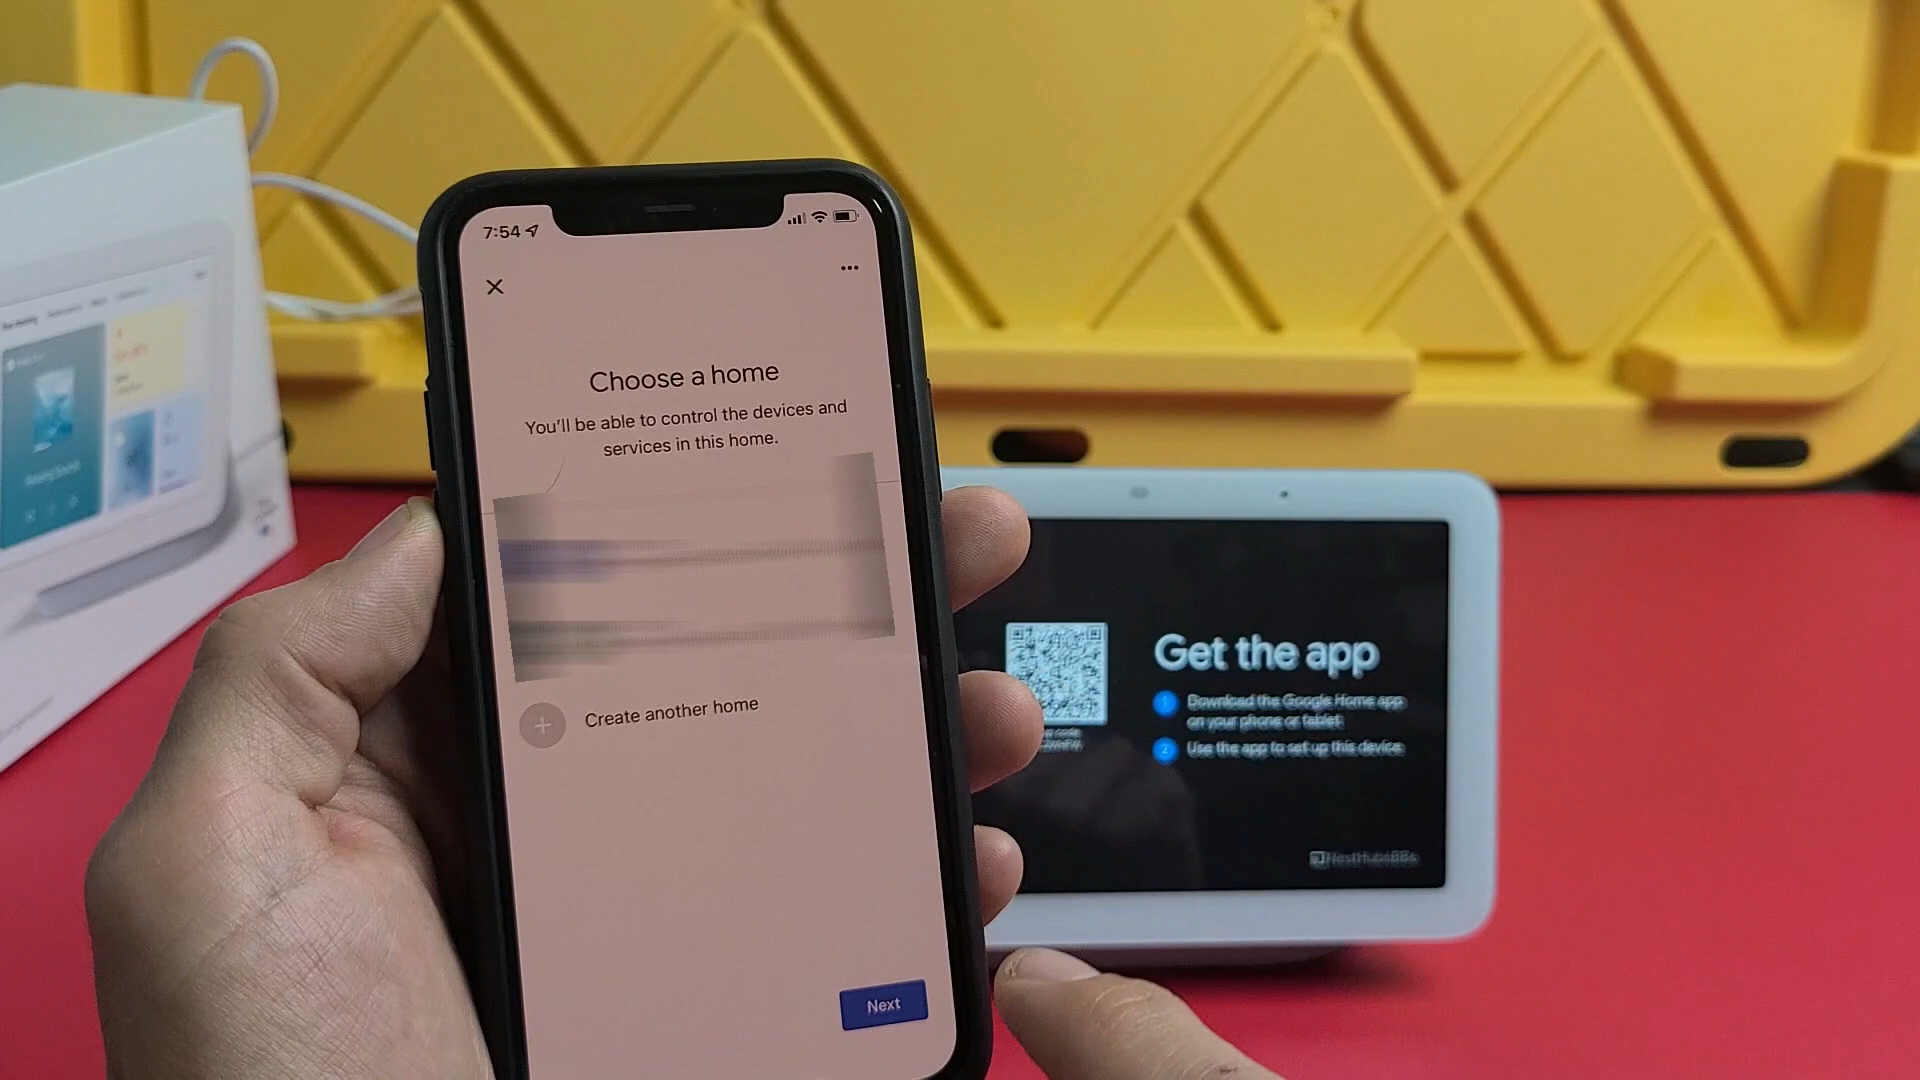 7:54
Choose a home
You'll be able to control the devices and
services in this home.
Create another home
Next
Get the app
1 Download the Google Home app
on your phone or tablet.
2 Use the app to set up this device